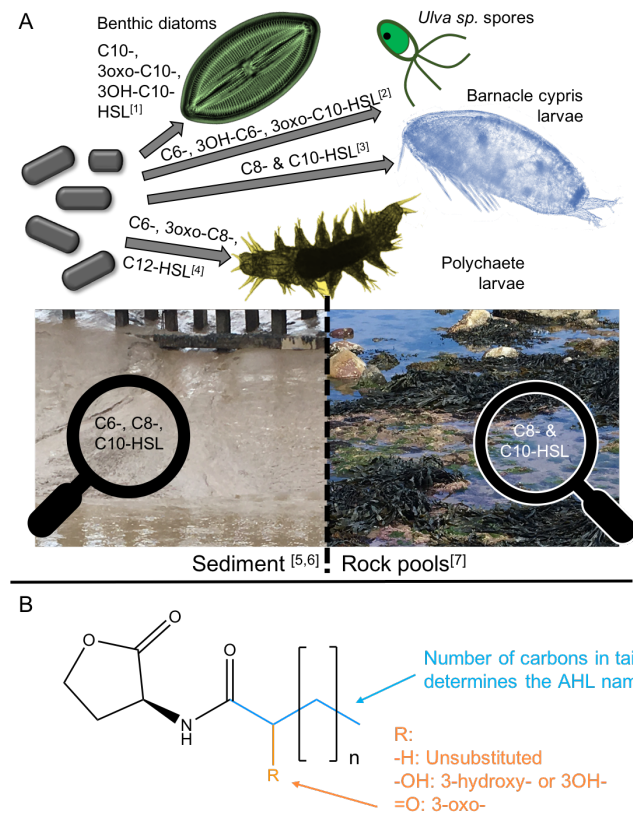 A
Benthic diatoms
C10-,
3oxo-C10-,
3OH-C10-
HSL[1]
Ulva sp. spores
C6-, 3OH-C6-, 3oxo-C10-HSL[2]
Barnacle cypris
larvae
C8- & C10-HSL[3]
C6-, 3oxo-C8-,
C12-HSL[4]
Polychaete
larvae
C6-, C8-,
C10-HSL
C8- &
C10-HSL
Sediment [5,6]
Rock pools[7]
B
O
O
O
N
H
R
n
Number of carbons in tai
determines the AHL nam
R:
-H: Unsubstituted
-OH: 3-hydroxy- or 3OH-
=O: 3-oxo-